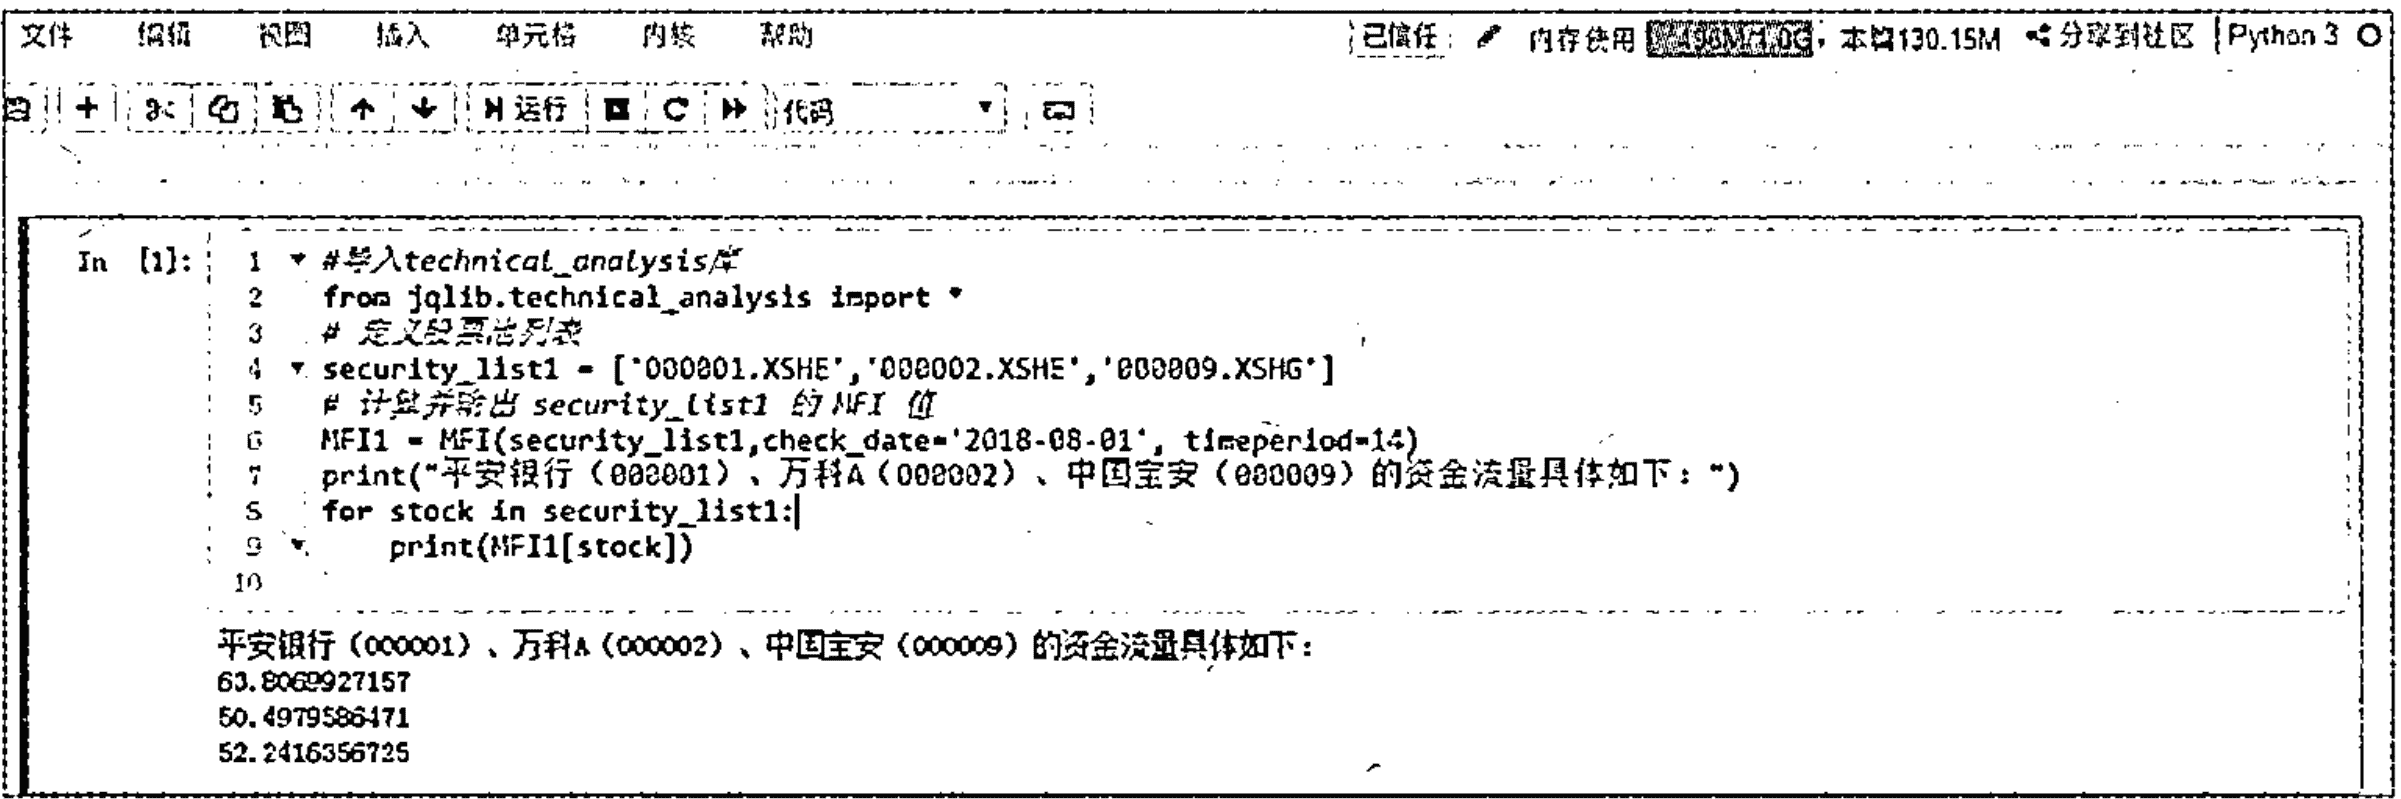 文件 编辑 视图 插入 单元格 内核 帮助 已信任 内存使用 本篇130.15M 分享到社区 Python 3
运行 代码
In [1]:
1 #导入technical_analysis库
2 from jqlib.technical_analysis import *
3 # 定义股票池列表
4 security_list1 = ['000001.XSHE','000002.XSHE','000009.XSHG']
5 # 计算并输出 security_list1 的 MFI 值
6 MFI1 = MFI(security_list1,check_date='2018-08-01', timeperiod=14)
7 print("平安银行（000001）、万科A（000002）、中国宝安（000009）的资金流量具体如下：")
8 for stock in security_list1:
9 print(MFI1[stock])
10
平安银行（000001）、万科A（000002）、中国宝安（000009）的资金流量具体如下：
52.2416356725